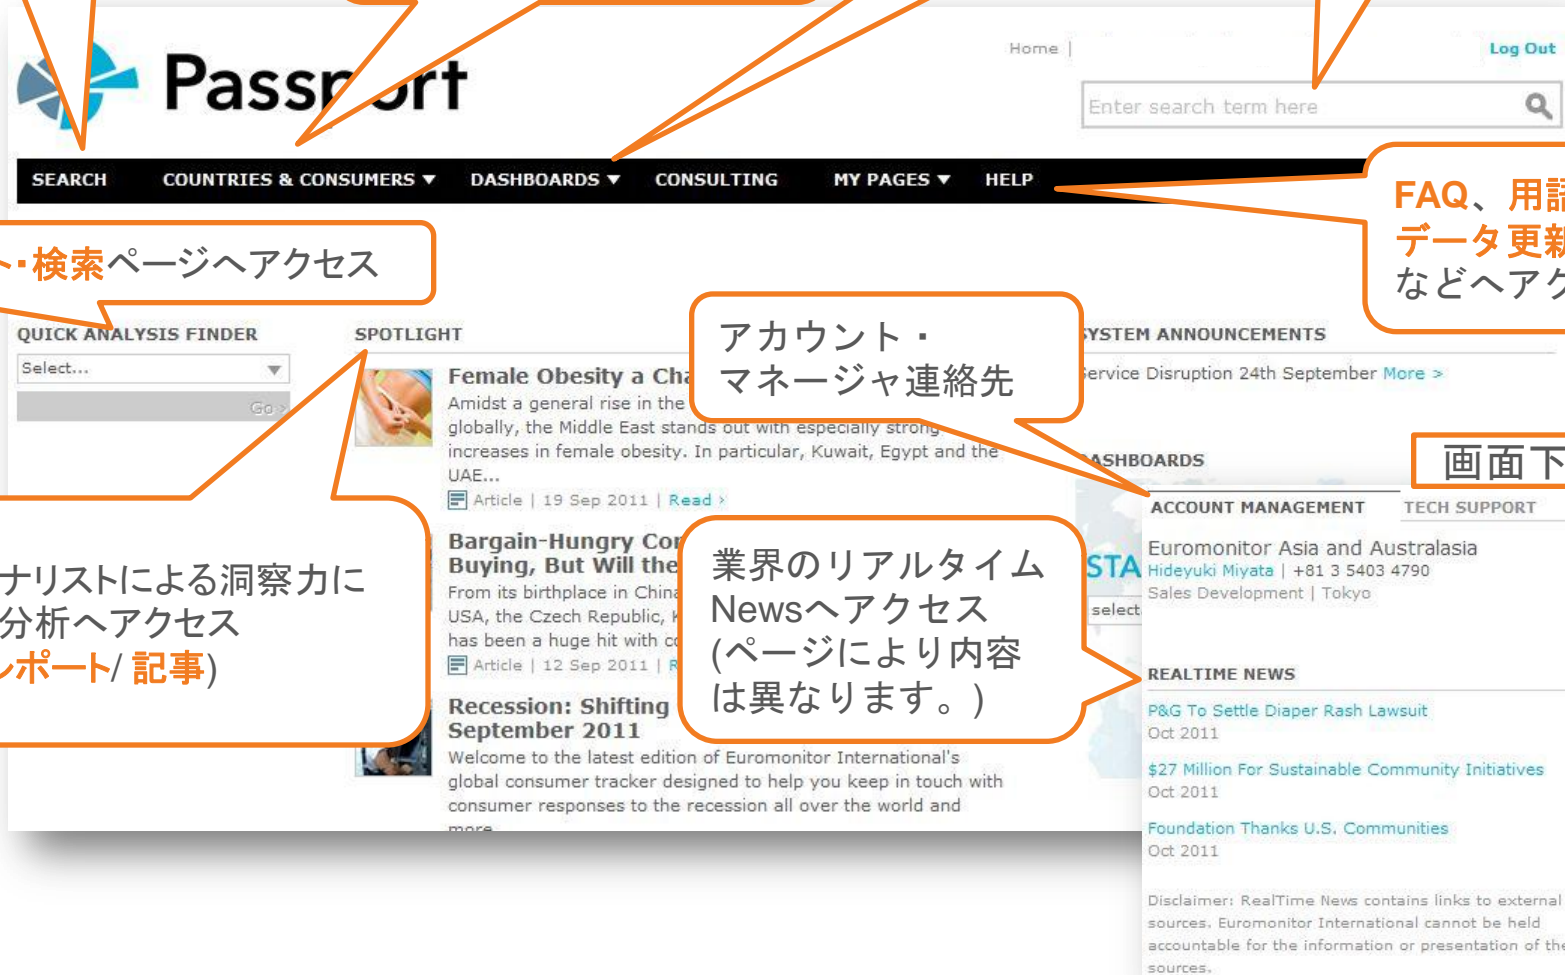 Passport
Home |
Log Out
Enter search term here
SEARCH COUNTRIES & CONSUMERS ▼ DASHBOARDS ▼ CONSULTING MY PAGES ▼ HELP
FAQ、用語
データ更新
などへアク
ト・検索ページへアクセス
QUICK ANALYSIS FINDER
Select...
Go >
SPOTLIGHT
Female Obesity a Cha
Amidst a general rise in the
globally, the Middle East stands out with especially strong
increases in female obesity. In particular, Kuwait, Egypt and the
UAE...
Article | 19 Sep 2011 | Read >
Bargain-Hungry Con
Buying, But Will the
From its birthplace in China
USA, the Czech Republic, K
has been a huge hit with co
Article | 12 Sep 2011 | R
Recession: Shifting
September 2011
Welcome to the latest edition of Euromonitor International's
global consumer tracker designed to help you keep in touch with
consumer responses to the recession all over the world and
more
アカウント・
マネージャ連絡先
SYSTEM ANNOUNCEMENTS
Service Disruption 24th September More >
DASHBOARDS
STA
select
画面下
ナリストによる洞察力に
分析へアクセス
レポート/ 記事)
業界のリアルタイム
Newsへアクセス
(ページにより内容
は異なります。)
ACCOUNT MANAGEMENT TECH SUPPORT
Euromonitor Asia and Australasia
Hideyuki Miyata | +81 3 5403 4790
Sales Development | Tokyo
REALTIME NEWS
P&G To Settle Diaper Rash Lawsuit
Oct 2011
$27 Million For Sustainable Community Initiatives
Oct 2011
Foundation Thanks U.S. Communities
Oct 2011
Disclaimer: RealTime News contains links to external
sources. Euromonitor International cannot be held
accountable for the information or presentation of the
sources.